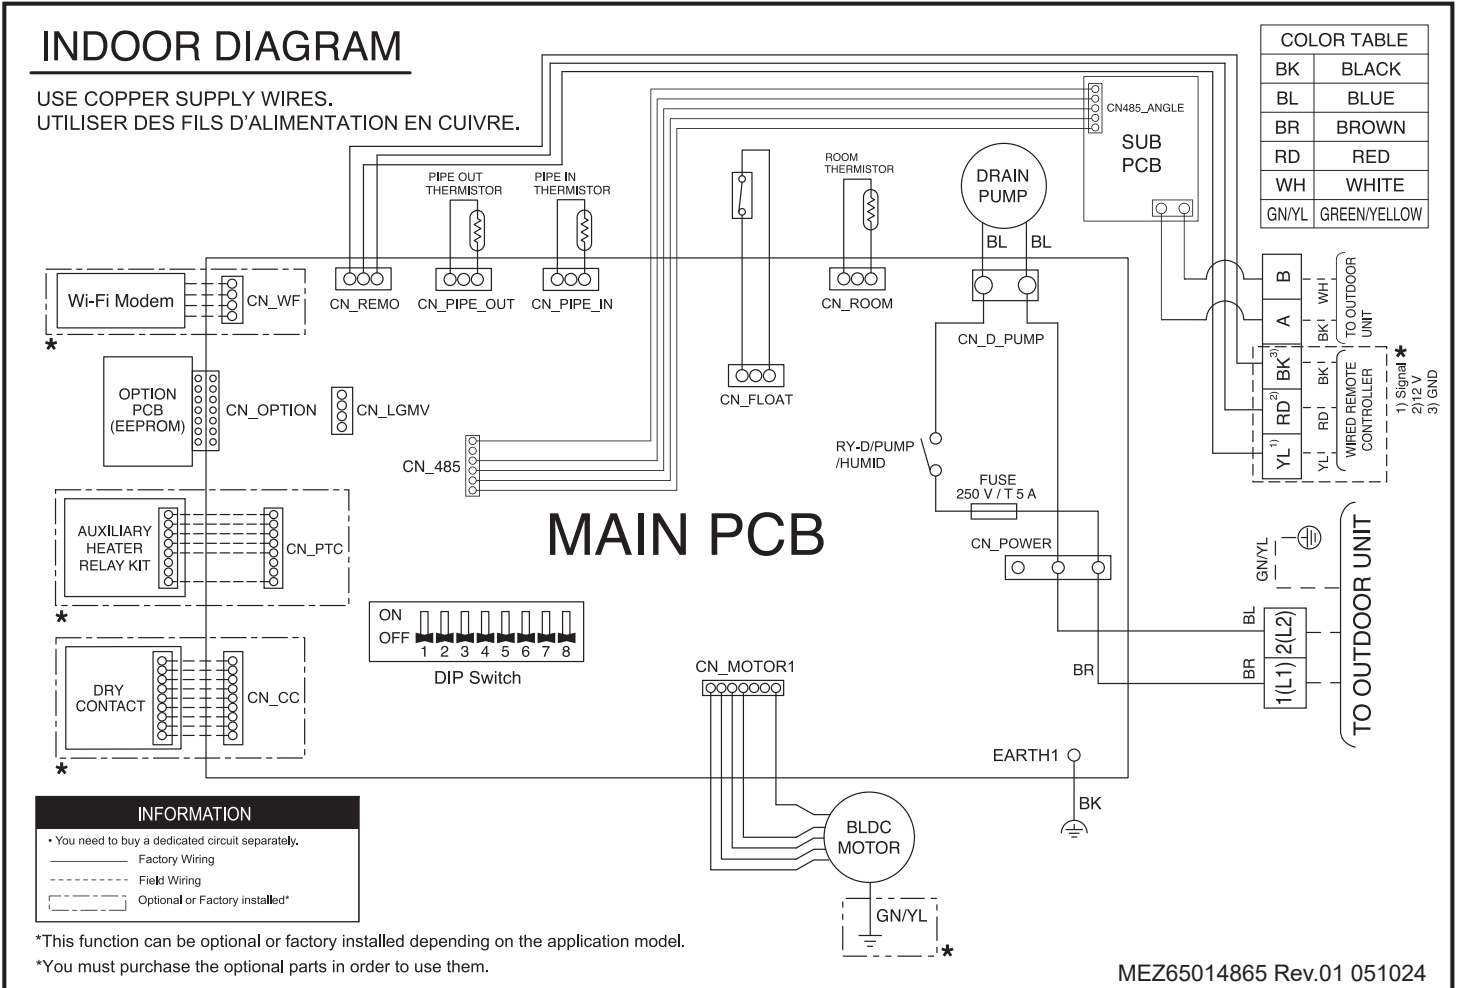 INDOOR DIAGRAM
USE COPPER SUPPLY WIRES.
UTILISER DES FILS D'ALIMENTATION EN CUIVRE.
COLOR TABLE
BK BLACK
BL BLUE
BR BROWN
RD RED
WH WHITE
GN/YL GREEN/YELLOW
CN485_ANGLE
SUB
PCB
PIPE OUT
THERMISTOR
PIPE IN
THERMISTOR
ROOM
THERMISTOR
DRAIN
PUMP
BL BL
Wi-Fi Modem
CN_WF
*
CN_REMO
CN_PIPE_OUT
CN_PIPE_IN
CN_ROOM
CN_D_PUMP
CN_FLOAT
OPTION
PCB
(EEPROM)
CN_OPTION
CN_LGMV
CN_485
RY-D/PUMP
/HUMID
FUSE
250 V / T 5 A
CN_POWER
B
A
BK 3)
RD 2)
YL 1)
WH
BK
BK
RD
YL
TO OUTDOOR
UNIT
WIRED REMOTE
CONTROLLER
*
1) Signal
2)12 V
3) GND
MAIN PCB
AUXILIARY
HEATER
RELAY KIT
CN_PTC
*
GN/YL
BL
BR
2(L2)
1(L1)
BR
TO OUTDOOR UNIT
ON
OFF
1 2 3 4 5 6 7 8
DIP Switch
DRY
CONTACT
CN_CC
*
CN_MOTOR1
EARTH1
BK
BLDC
MOTOR
GN/YL
*
INFORMATION
• You need to buy a dedicated circuit separately.
Factory Wiring
Field Wiring
Optional or Factory installed*
*This function can be optional or factory installed depending on the application model.
*You must purchase the optional parts in order to use them.
MEZ65014865 Rev.01 051024